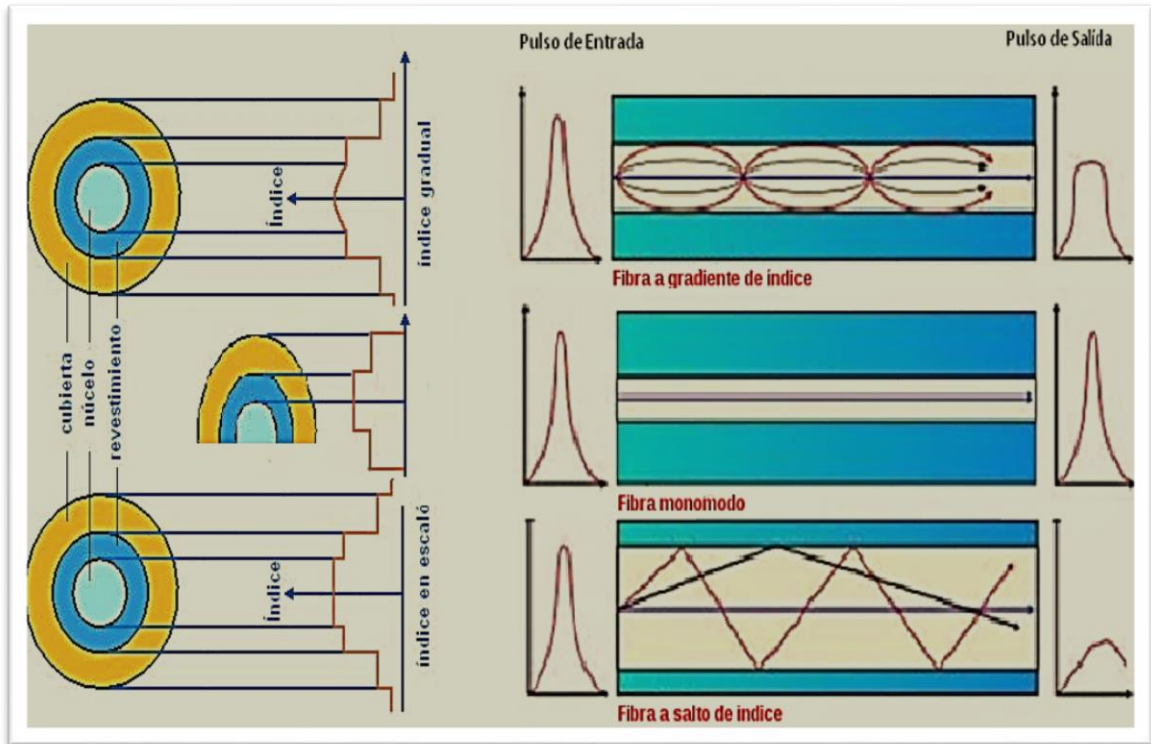 Pulso de Entrada
Pulso de Salida
Índice
índice gradual
Fibra a gradiente de indice
cubierta
núcelo
revestimiento
Fibra monomodo
Índice
índice en escaló
Fibra a salto de indice